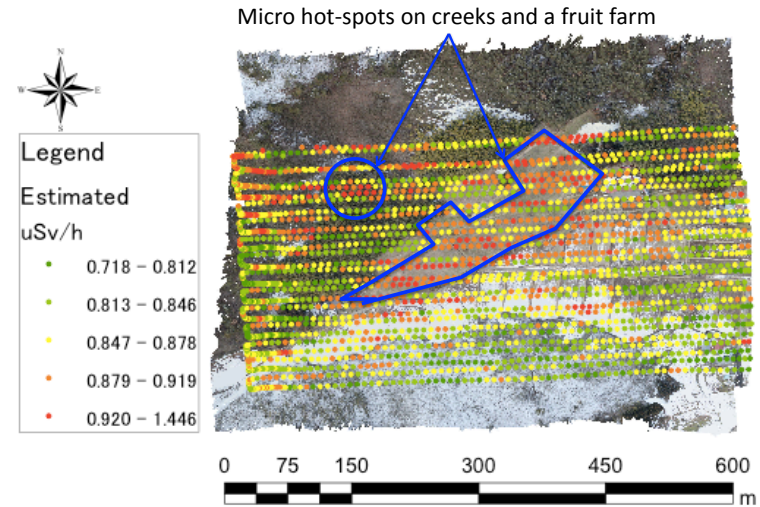 Micro hot-spots on creeks and a fruit farm
N
W
E
S
Legend
Estimated
uSv/h
0.718 – 0.812
0.813 – 0.846
0.847 – 0.878
0.879 – 0.919
0.920 – 1.446
0 75 150 300 450 600
m